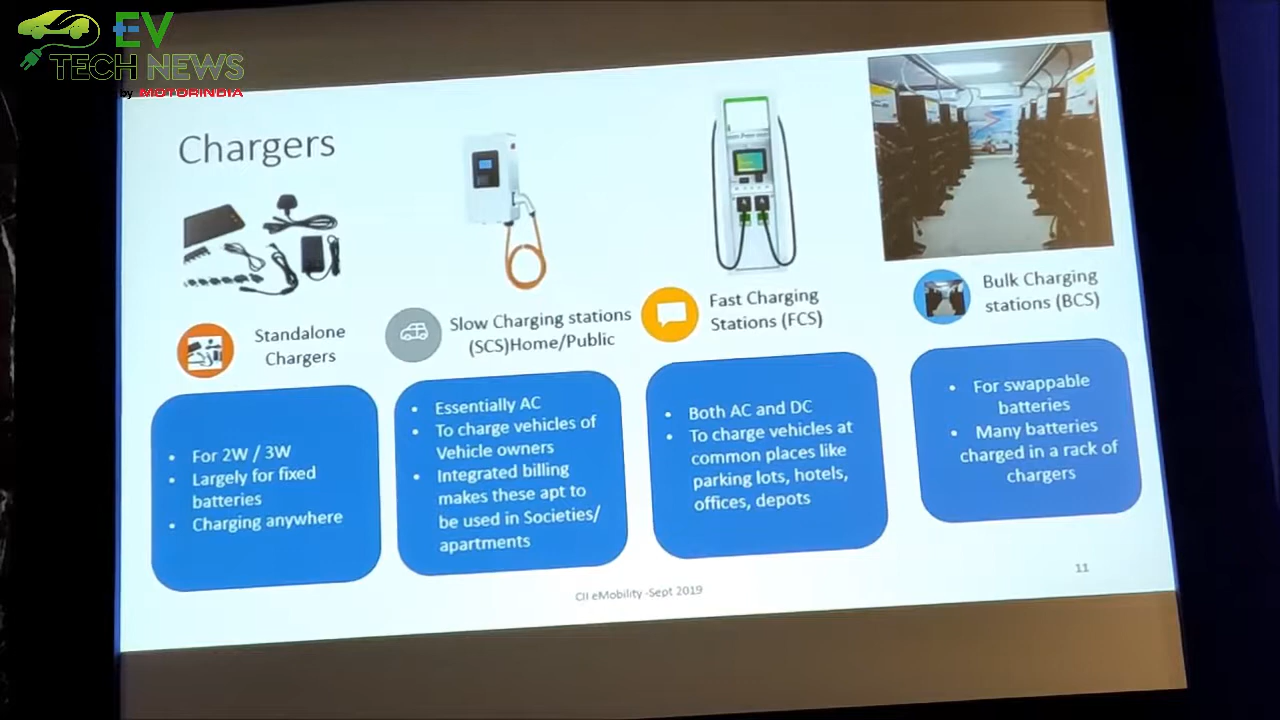 EV
TECH NEWS
by MOTORINDIA
Chargers
Standalone
Chargers
• For 2W / 3W
• Largely for fixed
batteries
• Charging anywhere
Slow Charging stations
(SCS)Home/Public
• Essentially AC
• To charge vehicles of
Vehicle owners
• Integrated billing
makes these apt to
be used in Societies/
apartments
Fast Charging
Stations (FCS)
• Both AC and DC
• To charge vehicles at
common places like
parking lots, hotels,
offices, depots
Bulk Charging
stations (BCS)
• For swappable
batteries
• Many batteries
charged in a rack of
chargers
CII eMobility -Sept 2019
11